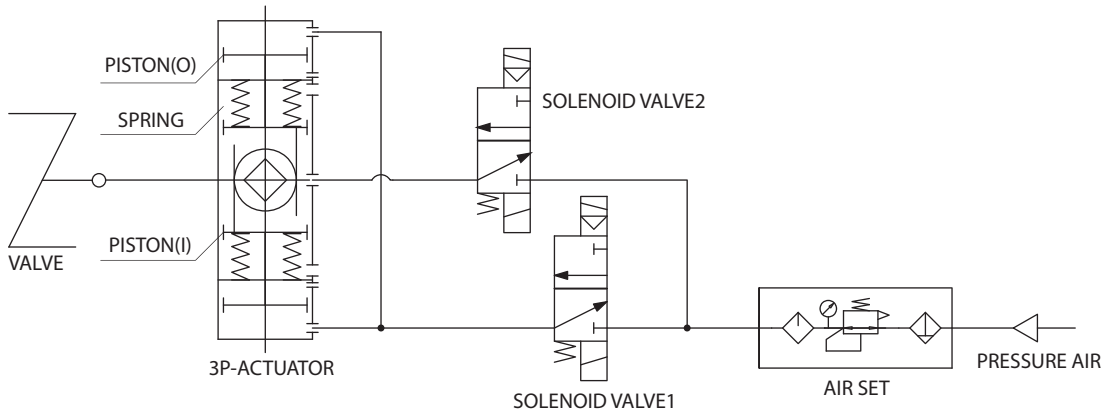 PISTON(O)
SOLENOID VALVE2
SPRING
PISTON(I)
VALVE
3P-ACTUATOR
PRESSURE AIR
AIR SET
SOLENOID VALVE1